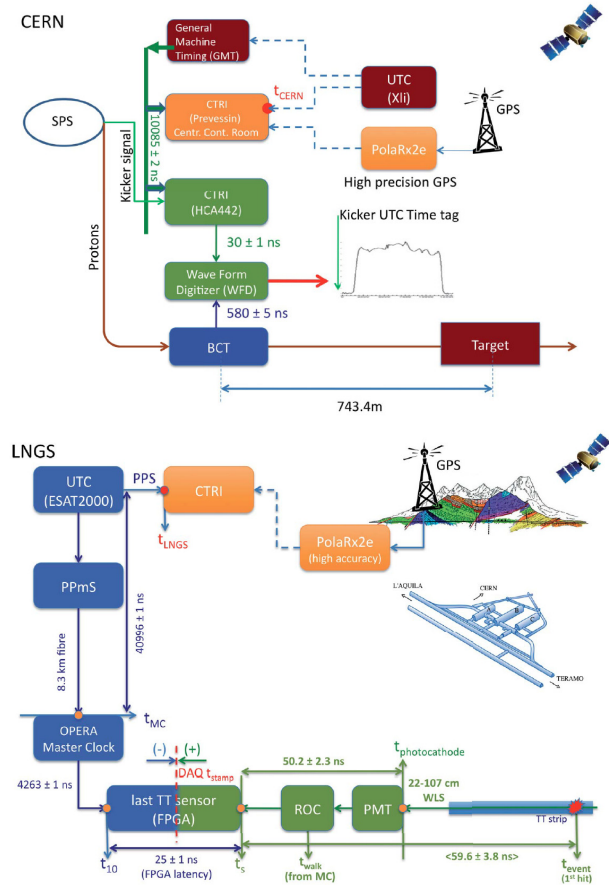 CERN
General
Machine
Timing (GMT)
UTC
(Xli)
t_CERN
CTRI
(Prevessin)
Centr. Cont. Room
GPS
PolaRx2e
High precision GPS
SPS
Kicker signal
10085 ± 2 ns
CTRI
(HCA442)
Kicker UTC Time tag
30 ± 1 ns
Protons
Wave Form
Digitizer (WFD)
580 ± 5 ns
BCT
Target
743.4m
LNGS
UTC
(ESAT2000)
PPS
CTRI
GPS
t_LNGS
PolaRx2e
(high accuracy)
PPmS
40996 ± 1 ns
8.3 km fibre
L'AQUILA
CERN
TERAMO
t_MC
OPERA
Master Clock
(-)
(+)
DAQ t_stamp
50.2 ± 2.3 ns
t_photocathode
4263 ± 1 ns
last TT sensor
(FPGA)
ROC
PMT
22-107 cm
WLS
TT strip
25 ± 1 ns
(FPGA latency)
t_10
t_s
t_walk
(from MC)
<59.6 ± 3.8 ns>
t_event
(1st hit)